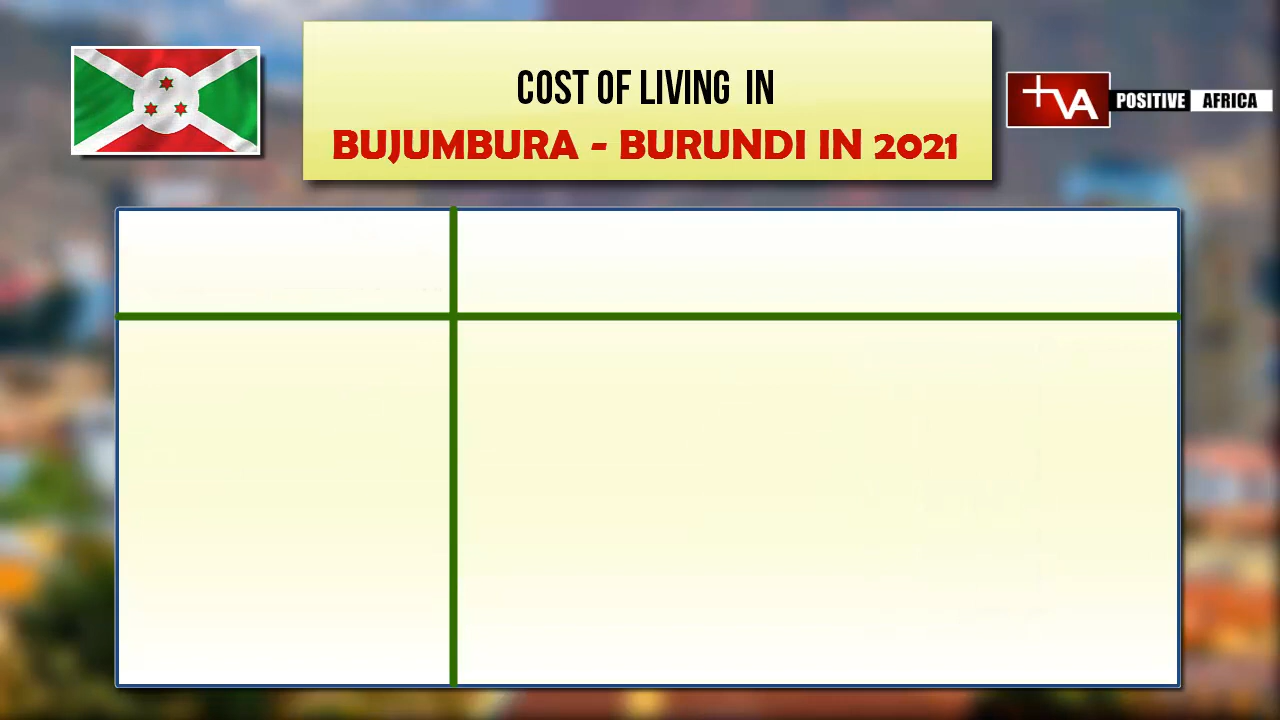 COST OF LIVING IN
BUJUMBURA - BURUNDI IN 2021
+VA POSITIVE AFRICA